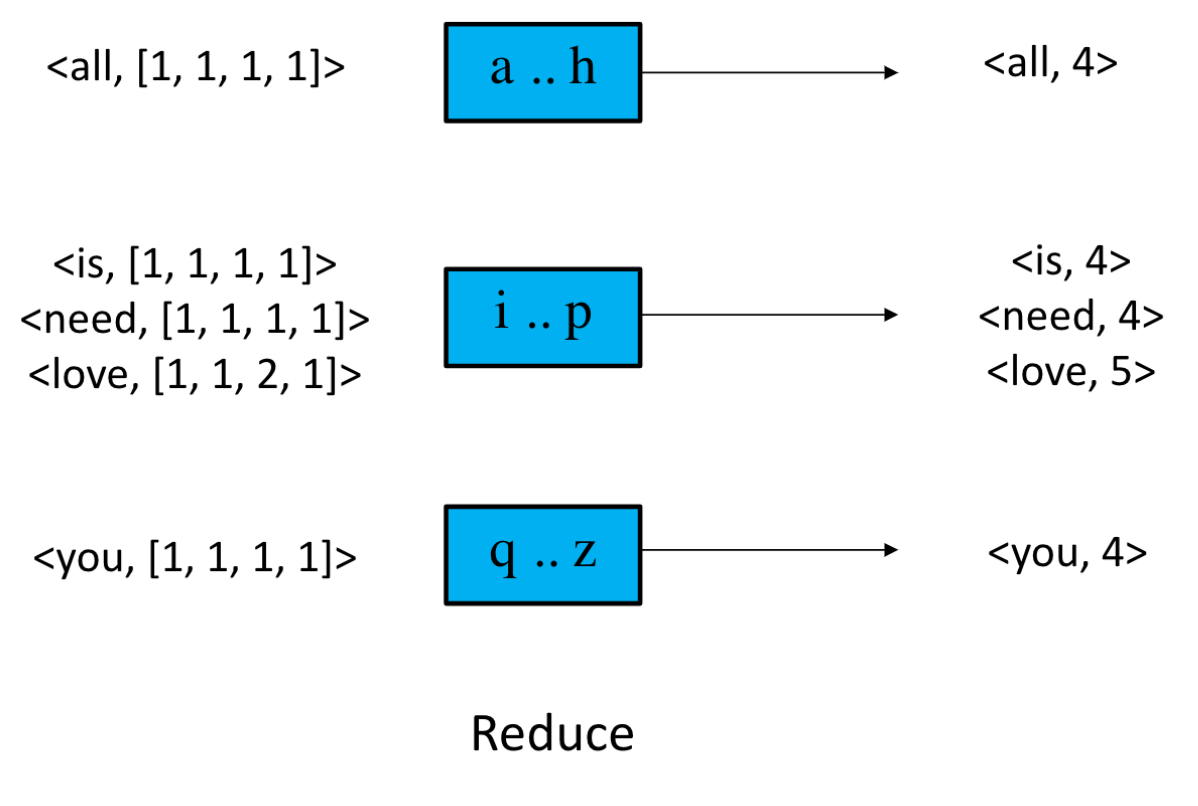 <all, [1, 1, 1, 1]>
a .. h
<all, 4>
<is, [1, 1, 1, 1]>
<need, [1, 1, 1, 1]>
<love, [1, 1, 2, 1]>
i .. p
<is, 4>
<need, 4>
<love, 5>
<you, [1, 1, 1, 1]>
q .. z
<you, 4>
Reduce